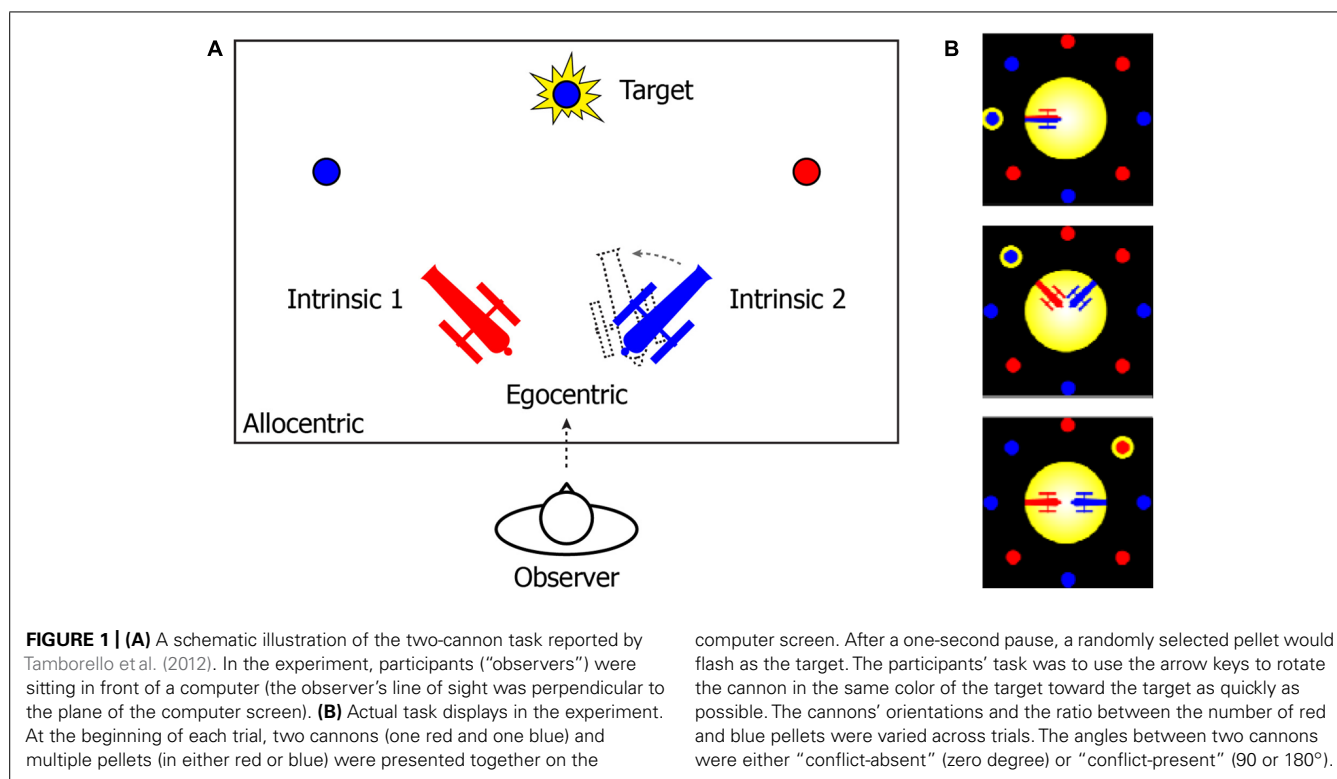 A
B
Target
Intrinsic 1
Intrinsic 2
Egocentric
Allocentric
Observer
FIGURE 1 | (A) A schematic illustration of the two-cannon task reported by
Tamborello et al. (2012). In the experiment, participants (“observers”) were
sitting in front of a computer (the observer’s line of sight was perpendicular to
the plane of the computer screen). (B) Actual task displays in the experiment.
At the beginning of each trial, two cannons (one red and one blue) and
multiple pellets (in either red or blue) were presented together on the
computer screen. After a one-second pause, a randomly selected pellet would
flash as the target. The participants’ task was to use the arrow keys to rotate
the cannon in the same color of the target toward the target as quickly as
possible. The cannons’ orientations and the ratio between the number of red
and blue pellets were varied across trials. The angles between two cannons
were either “conflict-absent” (zero degree) or “conflict-present” (90 or 180°).